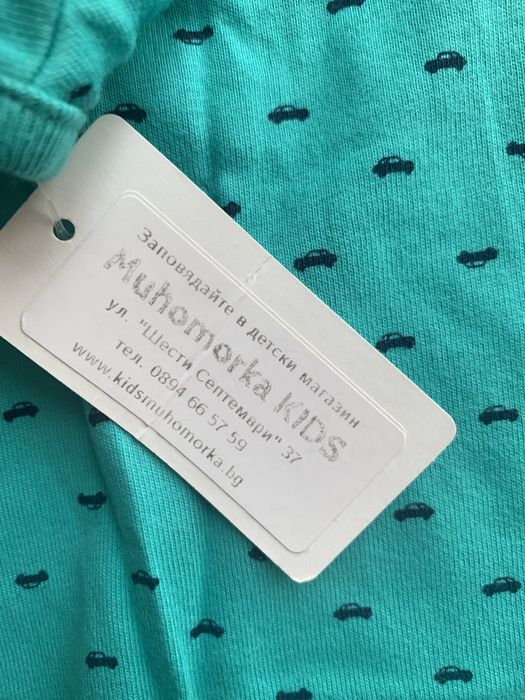 Заповядайте в детски магазин
Muhomorka KIDS
ул. "Шести Септември" 37
тел. 0894 66 57 59
www.kidsmuhomorka.bg